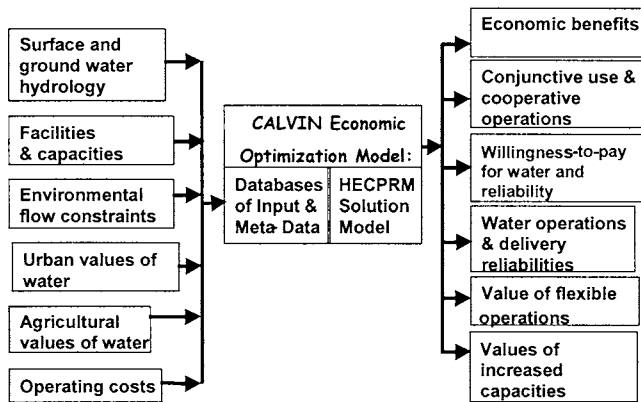 Surface and
ground water
hydrology
Facilities
& capacities
Environmental
flow constraints
Urban values of
water
Agricultural
values of water
Operating costs
CALVIN Economic
Optimization Model:
Databases
of Input &
Meta-Data
HECPRM
Solution
Model
Economic benefits
Conjunctive use &
cooperative
operations
Willingness-to-pay
for water and
reliability
Water operations
& delivery
reliabilities
Value of flexible
operations
Values of
increased
capacities